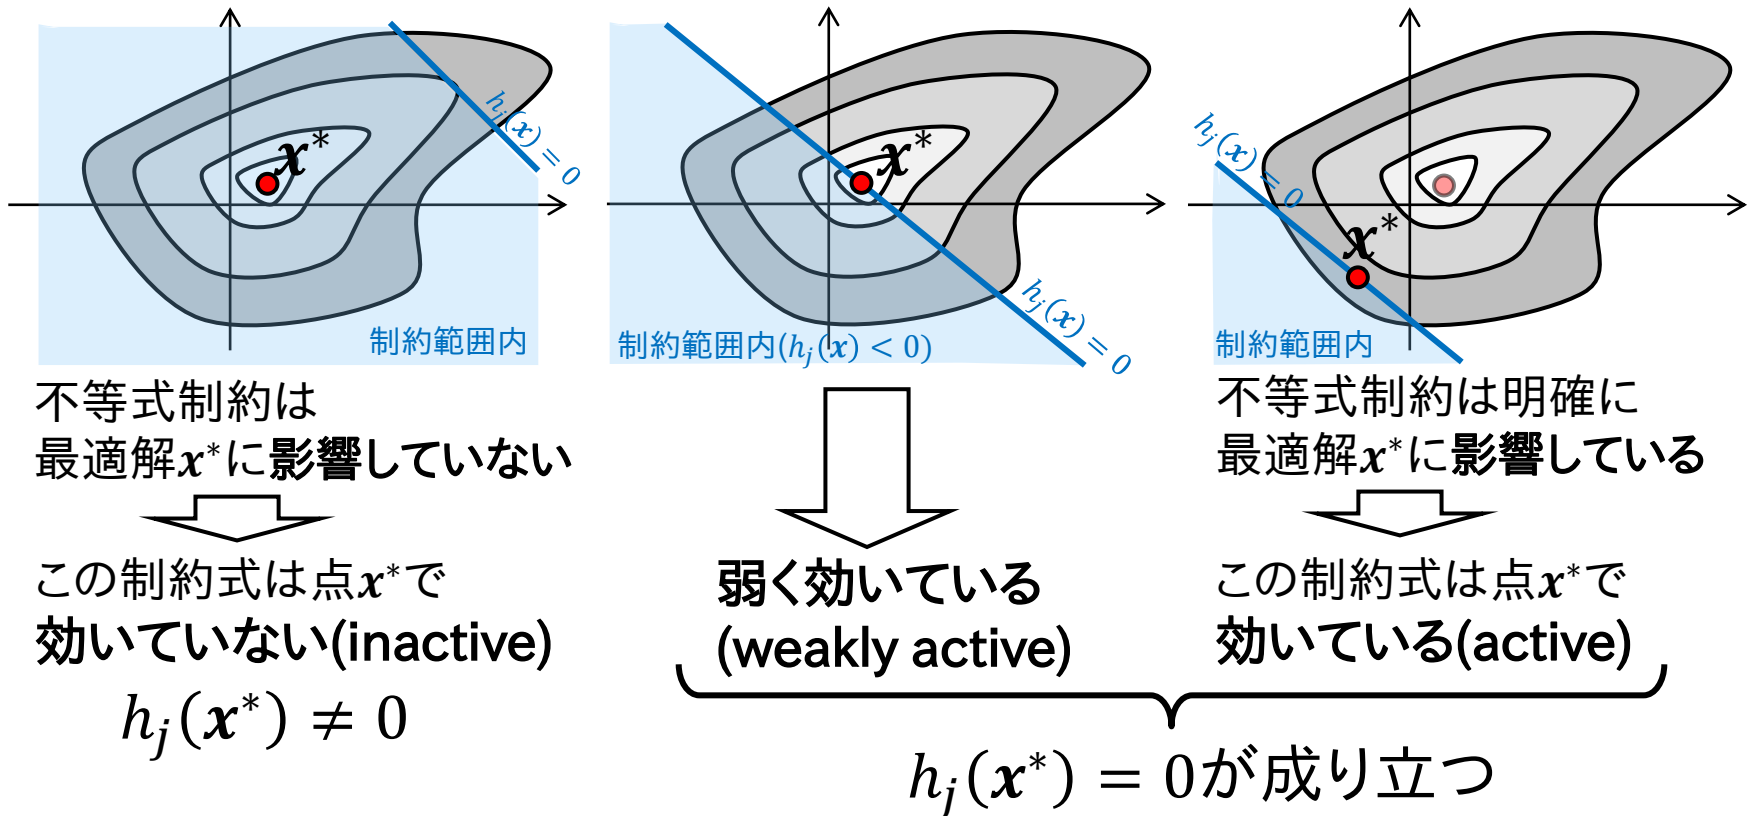 h_j(x) = 0
x*
制約範囲内
不等式制約は
最適解x*に影響していない
この制約式は点x*で
効いていない(inactive)
h_j(x*) ≠ 0
x*
h_j(x) = 0
制約範囲内(h_j(x) < 0)
弱く効いている
(weakly active)
h_j(x) = 0
x*
制約範囲内
不等式制約は明確に
最適解x*に影響している
この制約式は点x*で
効いている(active)
h_j(x*) = 0が成り立つ